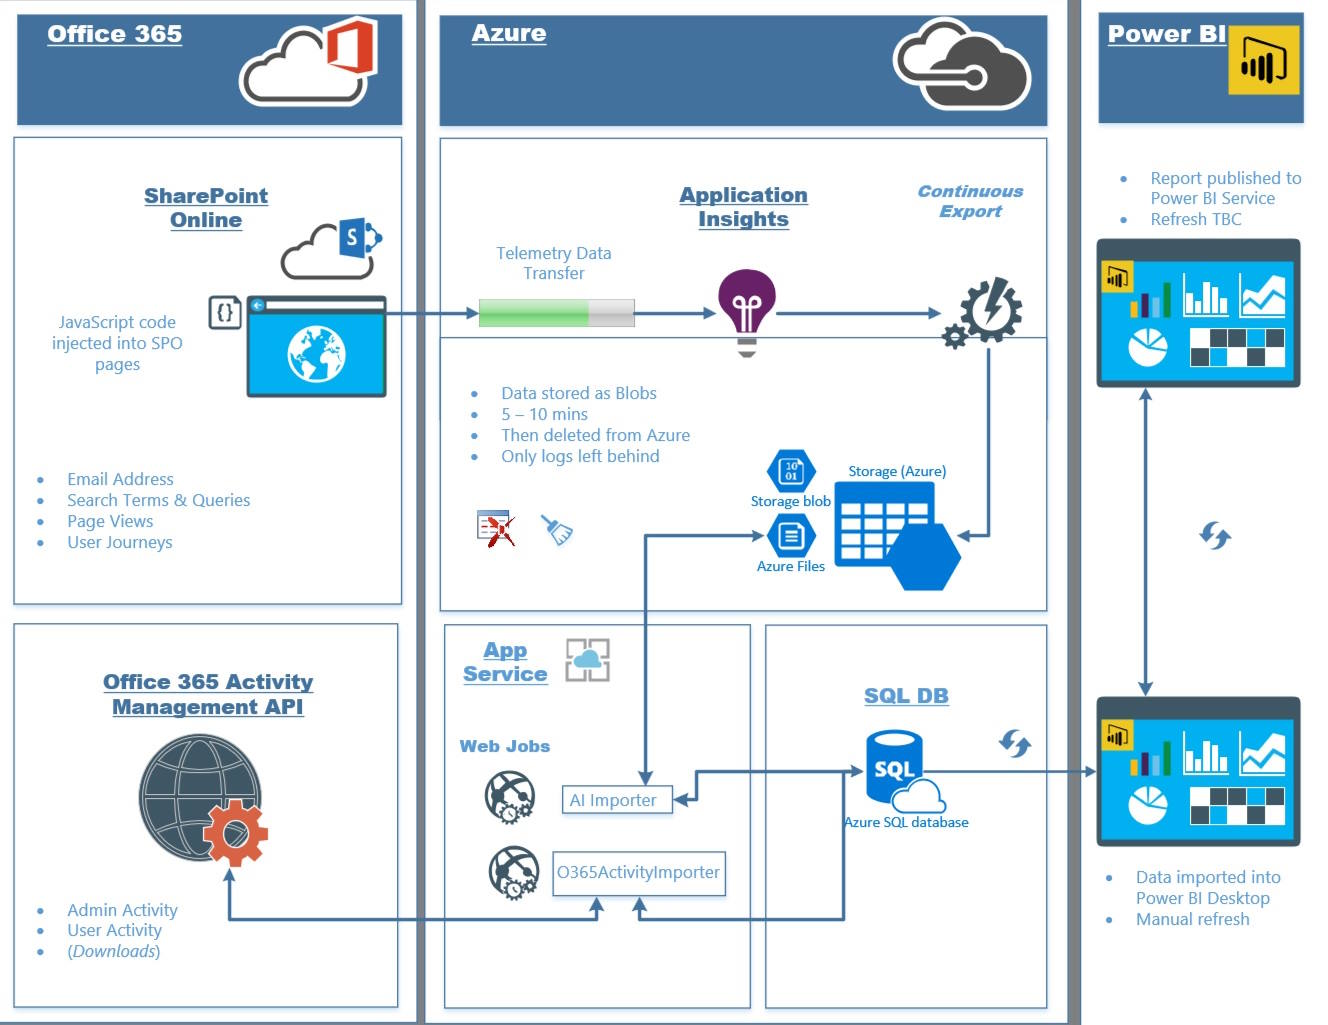 Office 365
Azure
Power BI
SharePoint
Online
S
{}
JavaScript code
injected into SPO
pages
Email Address
Search Terms & Queries
Page Views
User Journeys
Telemetry Data
Transfer
Application
Insights
Continuous
Export
Data stored as Blobs
5 – 10 mins
Then deleted from Azure
Only logs left behind
10
01
Storage blob
Azure Files
Storage (Azure)
Report published to
Power BI Service
Refresh TBC
Office 365 Activity
Management API
Admin Activity
User Activity
(Downloads)
App
Service
Web Jobs
AI Importer
O365ActivityImporter
SQL DB
SQL
Azure SQL database
Data imported into
Power BI Desktop
Manual refresh